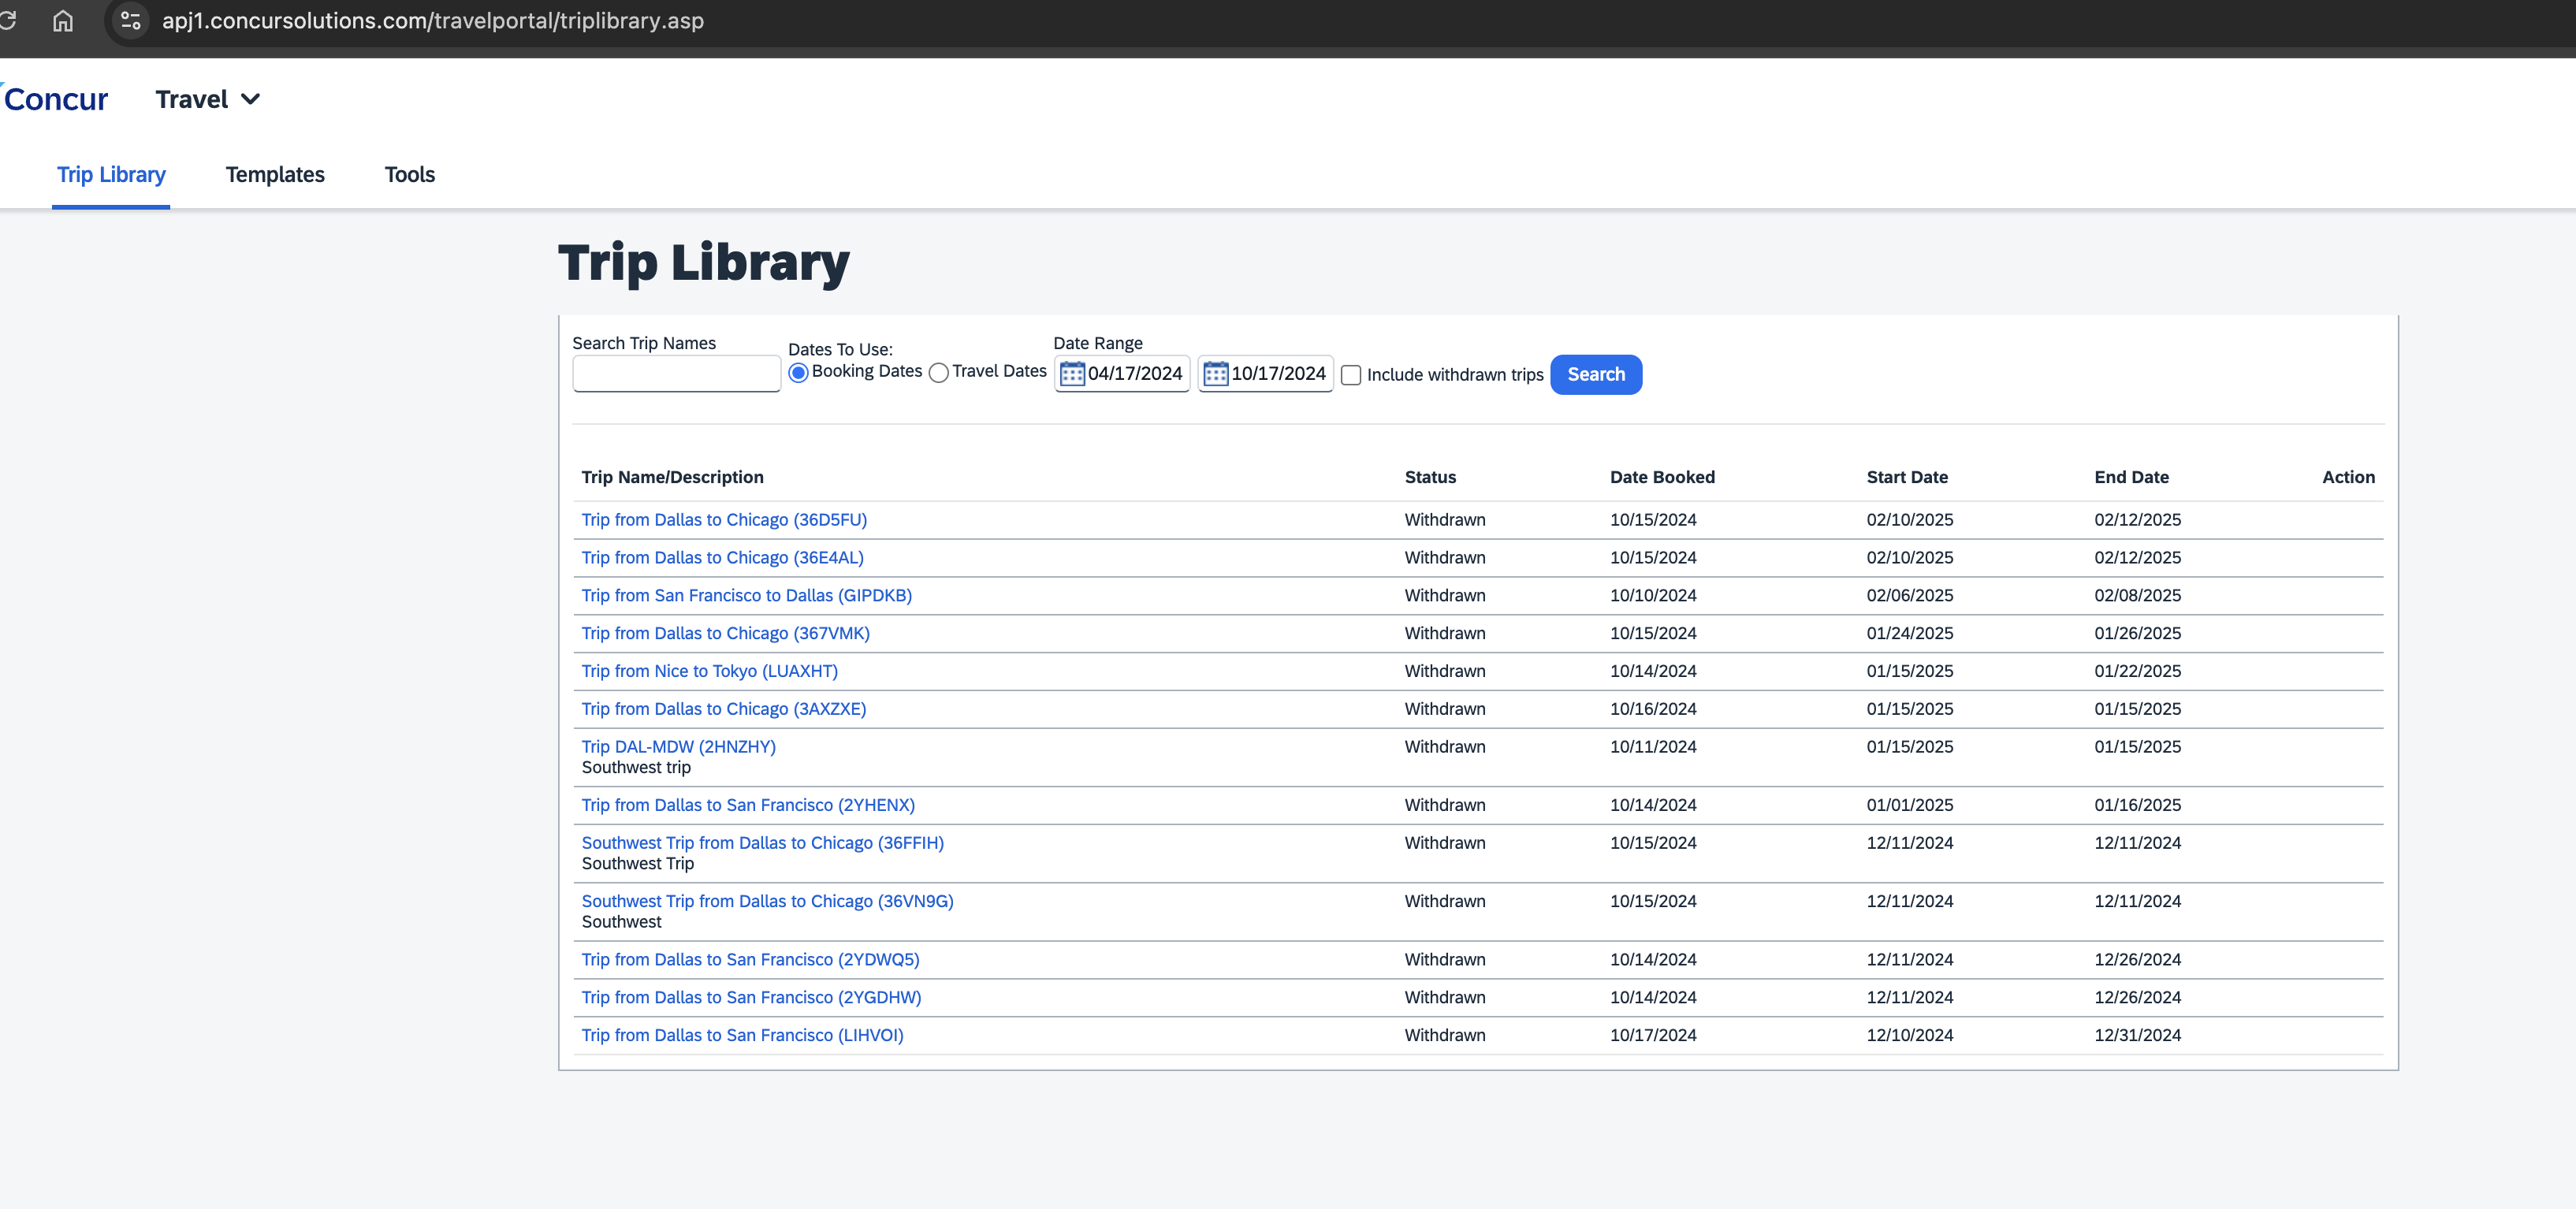 apj1.concursolutions.com/travelportal/triplibrary.asp
Concur Travel
Trip Library Templates Tools
Trip Library
Search Trip Names Dates To Use: Date Range
Booking Dates Travel Dates 04/17/2024 10/17/2024 Include withdrawn trips Search
Trip Name/Description Status Date Booked Start Date End Date Action
Trip from Dallas to Chicago (36D5FU) Withdrawn 10/15/2024 02/10/2025 02/12/2025
Trip from Dallas to Chicago (36E4AL) Withdrawn 10/15/2024 02/10/2025 02/12/2025
Trip from San Francisco to Dallas (GIPDKB) Withdrawn 10/10/2024 02/06/2025 02/08/2025
Trip from Dallas to Chicago (367VMK) Withdrawn 10/15/2024 01/24/2025 01/26/2025
Trip from Nice to Tokyo (LUAXHT) Withdrawn 10/14/2024 01/15/2025 01/22/2025
Trip from Dallas to Chicago (3AXZXE) Withdrawn 10/16/2024 01/15/2025 01/15/2025
Trip DAL-MDW (2HNZHY) Withdrawn 10/11/2024 01/15/2025 01/15/2025
Southwest trip
Trip from Dallas to San Francisco (2YHENX) Withdrawn 10/14/2024 01/01/2025 01/16/2025
Southwest Trip from Dallas to Chicago (36FFIH) Withdrawn 10/15/2024 12/11/2024 12/11/2024
Southwest Trip
Southwest Trip from Dallas to Chicago (36VN9G) Withdrawn 10/15/2024 12/11/2024 12/11/2024
Southwest
Trip from Dallas to San Francisco (2YDWQ5) Withdrawn 10/14/2024 12/11/2024 12/26/2024
Trip from Dallas to San Francisco (2YGDHW) Withdrawn 10/14/2024 12/11/2024 12/26/2024
Trip from Dallas to San Francisco (LIHVOI) Withdrawn 10/17/2024 12/10/2024 12/31/2024